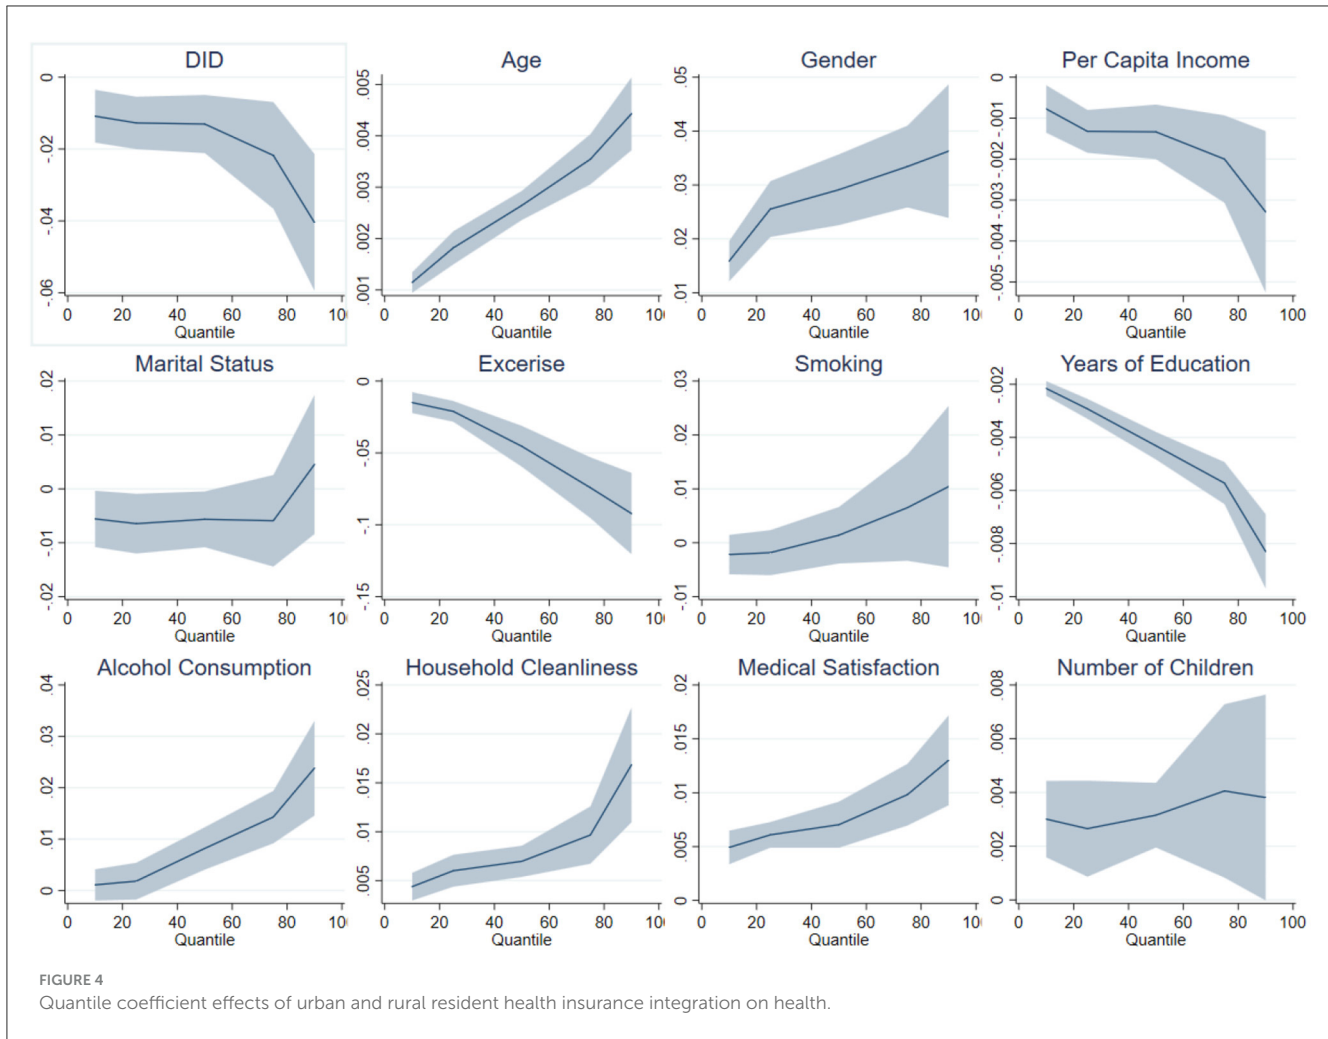 DID
0
-.02
-.04
-.06
0 20 40 60 80 100
Quantile
Age
.005
.004
.003
.002
.001
0 20 40 60 80 10
Quantile
Gender
.05
.04
.03
.02
.01
0 20 40 60 80 10
Quantile
Per Capita Income
0
-.001
-.002
-.003
-.004
-.005
0 20 40 60 80 100
Quantile
Marital Status
.02
.01
0
-.01
-.02
0 20 40 60 80 100
Quantile
Excerise
0
-.05
-.1
-.15
0 20 40 60 80 10
Quantile
Smoking
.03
.02
.01
0
-.01
0 20 40 60 80 10
Quantile
Years of Education
-.002
-.004
-.006
-.008
-.01
0 20 40 60 80 100
Quantile
Alcohol Consumption
.04
.03
.02
.01
0
0 20 40 60 80 10
Quantile
Household Cleanliness
.025
.02
.015
.01
.005
0 20 40 60 80 10
Quantile
Medical Satisfaction
.02
.015
.01
.005
0
0 20 40 60 80 10
Quantile
Number of Children
.008
.006
.004
.002
0
0 20 40 60 80 100
Quantile
FIGURE 4
Quantile coefficient effects of urban and rural resident health insurance integration on health.